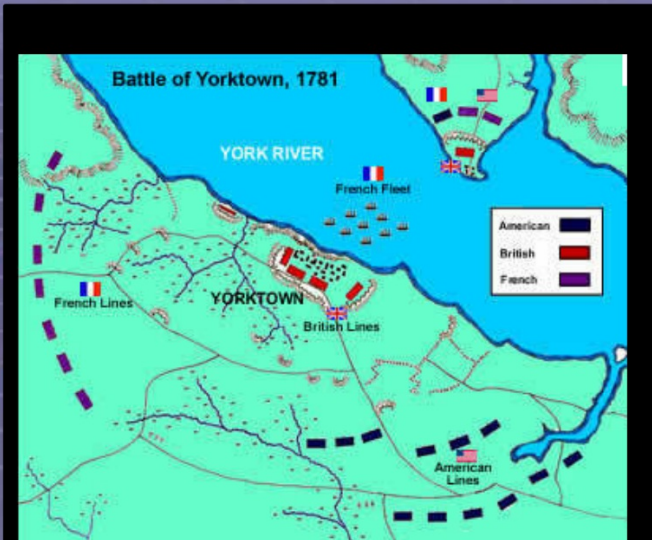 Battle of Yorktown, 1781
YORK RIVER
French Fleet
American
British
French
French Lines
YORKTOWN
British Lines
American
Lines